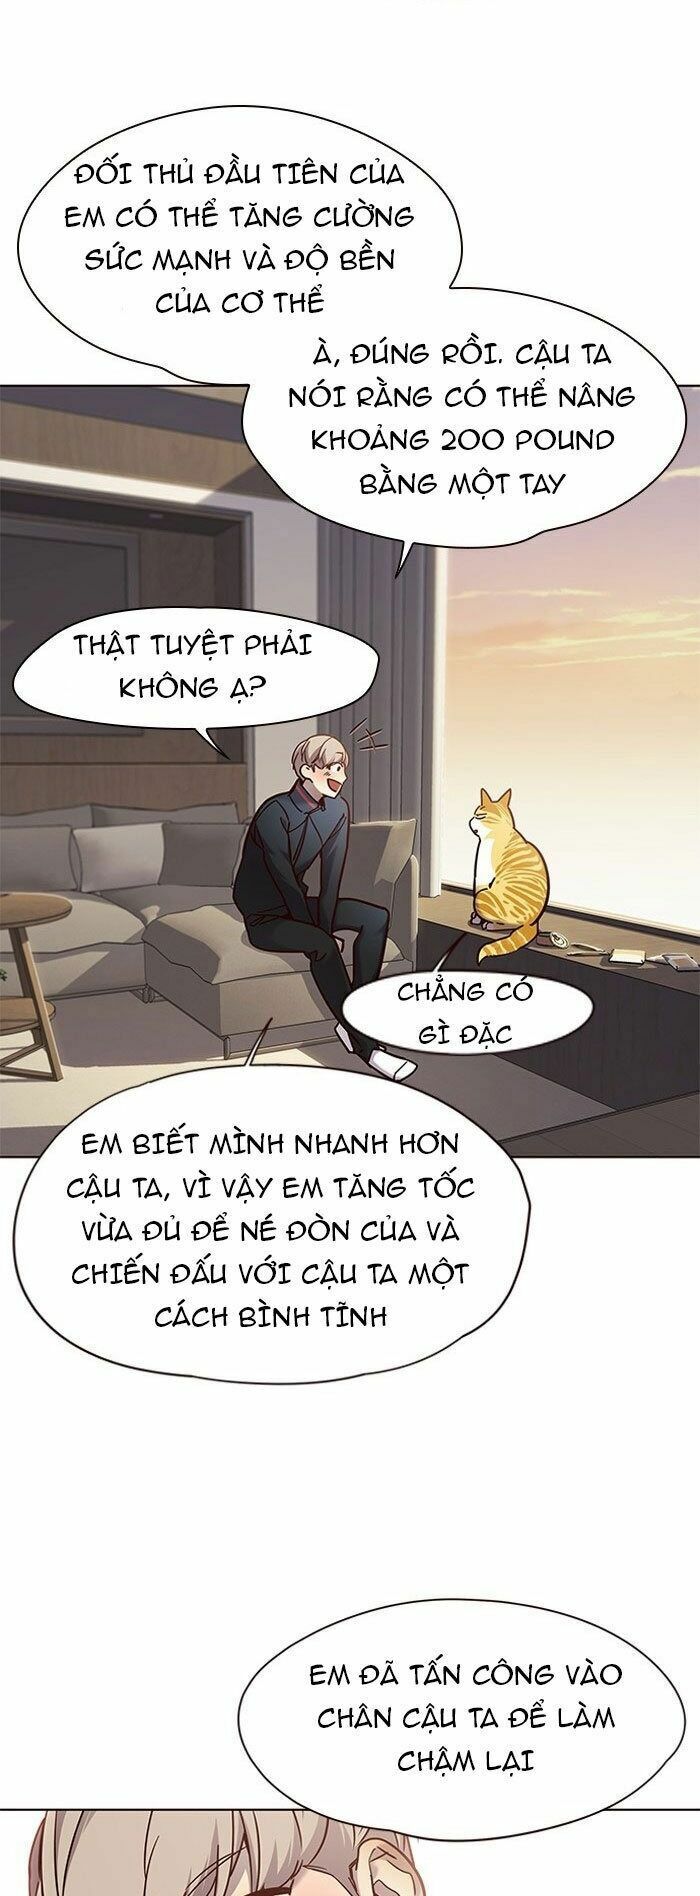 ĐỐI THỦ ĐẦU TIÊN CỦA
EM CÓ THỂ TĂNG CƯỜNG
SỨC MẠNH VÀ ĐỘ BỀN
CỦA CƠ THỂ
À, ĐÚNG RỒI. CẬU TA
NÓI RẰNG CÓ THỂ NÂNG
KHOẢNG 200 POUND
BẰNG MỘT TAY
THẬT TUYỆT PHẢI
KHÔNG Ạ?
CHẲNG CÓ
GÌ ĐẶC
EM BIẾT MÌNH NHANH HƠN
CẬU TA, VÌ VẬY EM TĂNG TỐC
VỪA ĐỦ ĐỂ NÉ ĐÒN CỦA VÀ
CHIẾN ĐẤU VỚI CẬU TA MỘT
CÁCH BÌNH TĨNH
EM ĐÃ TẤN CÔNG VÀO
CHÂN CẬU TA ĐỂ LÀM
CHẬM LẠI